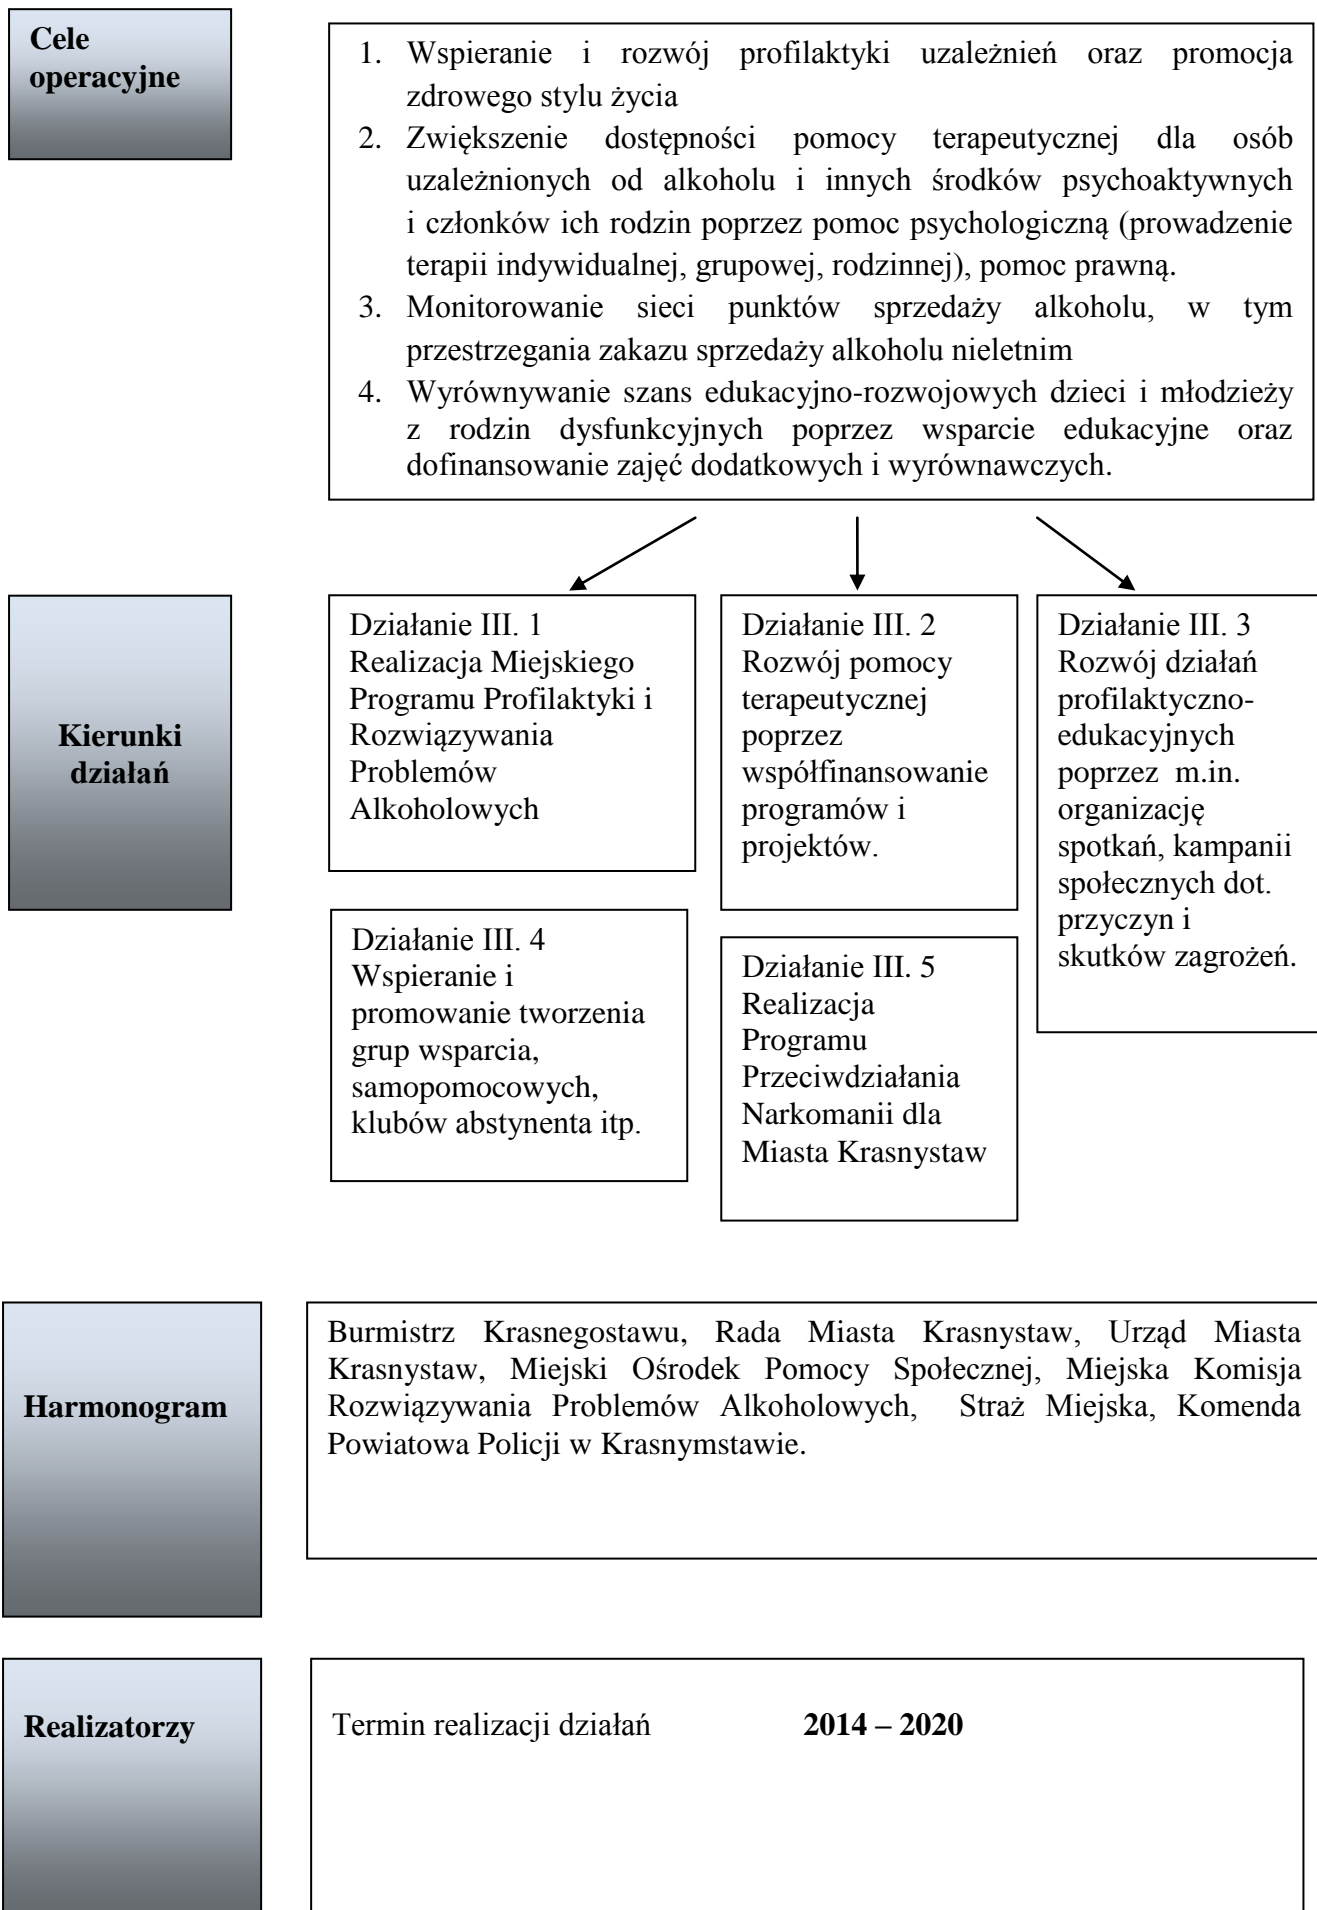 Cele
operacyjne
1. Wspieranie i rozwój profilaktyki uzależnień oraz promocja
zdrowego stylu życia
2. Zwiększenie dostępności pomocy terapeutycznej dla osób
uzależnionych od alkoholu i innych środków psychoaktywnych
i członków ich rodzin poprzez pomoc psychologiczną (prowadzenie
terapii indywidualnej, grupowej, rodzinnej), pomoc prawną.
3. Monitorowanie sieci punktów sprzedaży alkoholu, w tym
przestrzegania zakazu sprzedaży alkoholu nieletnim
4. Wyrównywanie szans edukacyjno-rozwojowych dzieci i młodzieży
z rodzin dysfunkcyjnych poprzez wsparcie edukacyjne oraz
dofinansowanie zajęć dodatkowych i wyrównawczych.
Kierunki
działań
Działanie III. 1
Realizacja Miejskiego
Programu Profilaktyki i
Rozwiązywania
Problemów
Alkoholowych
Działanie III. 2
Rozwój pomocy
terapeutycznej
poprzez
współfinansowanie
programów i
projektów.
Działanie III. 3
Rozwój działań
profilaktyczno-
edukacyjnych
poprzez m.in.
organizację
spotkań, kampanii
społecznych dot.
przyczyn i
skutków zagrożeń.
Działanie III. 4
Wspieranie i
promowanie tworzenia
grup wsparcia,
samopomocowych,
klubów abstynenta itp.
Działanie III. 5
Realizacja
Programu
Przeciwdziałania
Narkomanii dla
Miasta Krasnystaw
Harmonogram
Burmistrz Krasnegostawu, Rada Miasta Krasnystaw, Urząd Miasta
Krasnystaw, Miejski Ośrodek Pomocy Społecznej, Miejska Komisja
Rozwiązywania Problemów Alkoholowych, Straż Miejska, Komenda
Powiatowa Policji w Krasnymstawie.
Realizatorzy
Termin realizacji działań 2014 – 2020